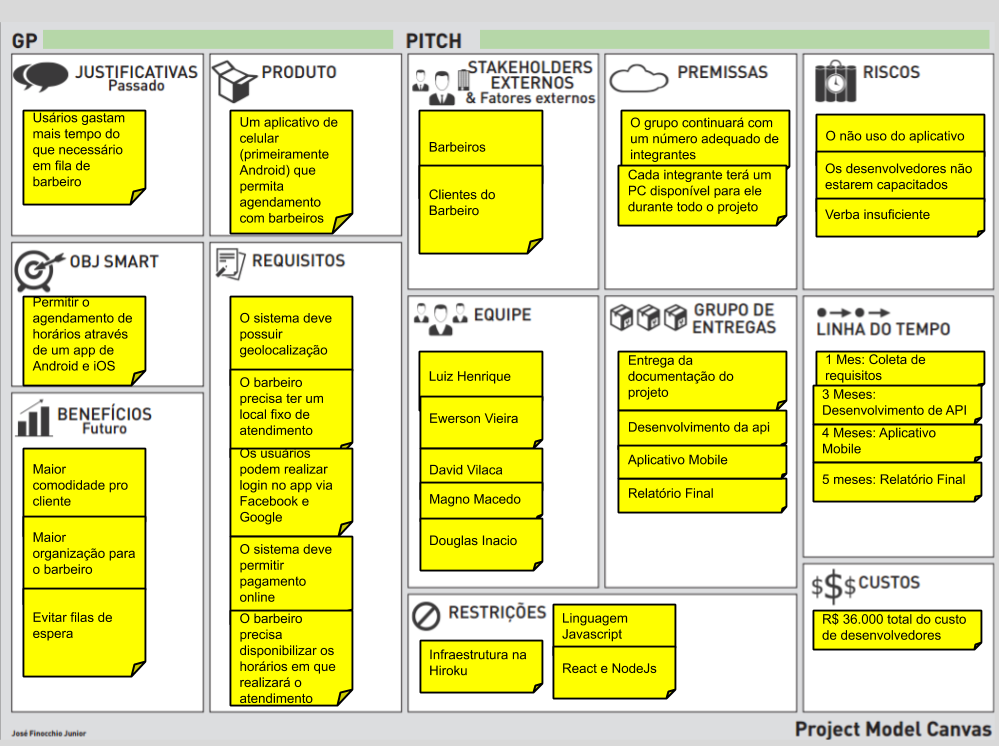 GP
PITCH
JUSTIFICATIVAS
Passado
Usários gastam
mais tempo do
que necessário
em fila de
barbeiro
PRODUTO
Um aplicativo de
celular
(primeiramente
Android) que
permita
agendamento
com barbeiros
STAKEHOLDERS
EXTERNOS
& Fatores externos
Barbeiros
Clientes do
Barbeiro
PREMISSAS
O grupo continuará com
um número adequado de
integrantes
Cada integrante terá um
PC disponível para ele
durante todo o projeto
RISCOS
O não uso do aplicativo
Os desenvolvedores não
estarem capacitados
Verba insuficiente
OBJ SMART
Permitir o
agendamento de
horários através
de um app de
Android e iOS
REQUISITOS
O sistema deve
possuir
geolocalização
O barbeiro
precisa ter um
local fixo de
atendimento
Os usuários
podem realizar
login no app via
Facebook e
Google
O sistema deve
permitir
pagamento
online
O barbeiro
precisa
disponibilizar os
horários em que
realizará o
atendimento
EQUIPE
Luiz Henrique
Ewerson Vieira
David Vilaca
Magno Macedo
Douglas Inacio
GRUPO DE
ENTREGAS
Entrega da
documentação do
projeto
Desenvolvimento da api
Aplicativo Mobile
Relatório Final
LINHA DO TEMPO
1 Mes: Coleta de
requisitos
3 Meses:
Desenvolvimento de API
4 Meses: Aplicativo
Mobile
5 meses: Relatório Final
BENEFÍCIOS
Futuro
Maior
comodidade pro
cliente
Maior
organização para
o barbeiro
Evitar filas de
espera
RESTRIÇÕES
Infraestrutura na
Hiroku
Linguagem
Javascript
React e NodeJs
$$$ CUSTOS
R$ 36.000 total do custo
de desenvolvedores
José Finocchio Junior
Project Model Canvas